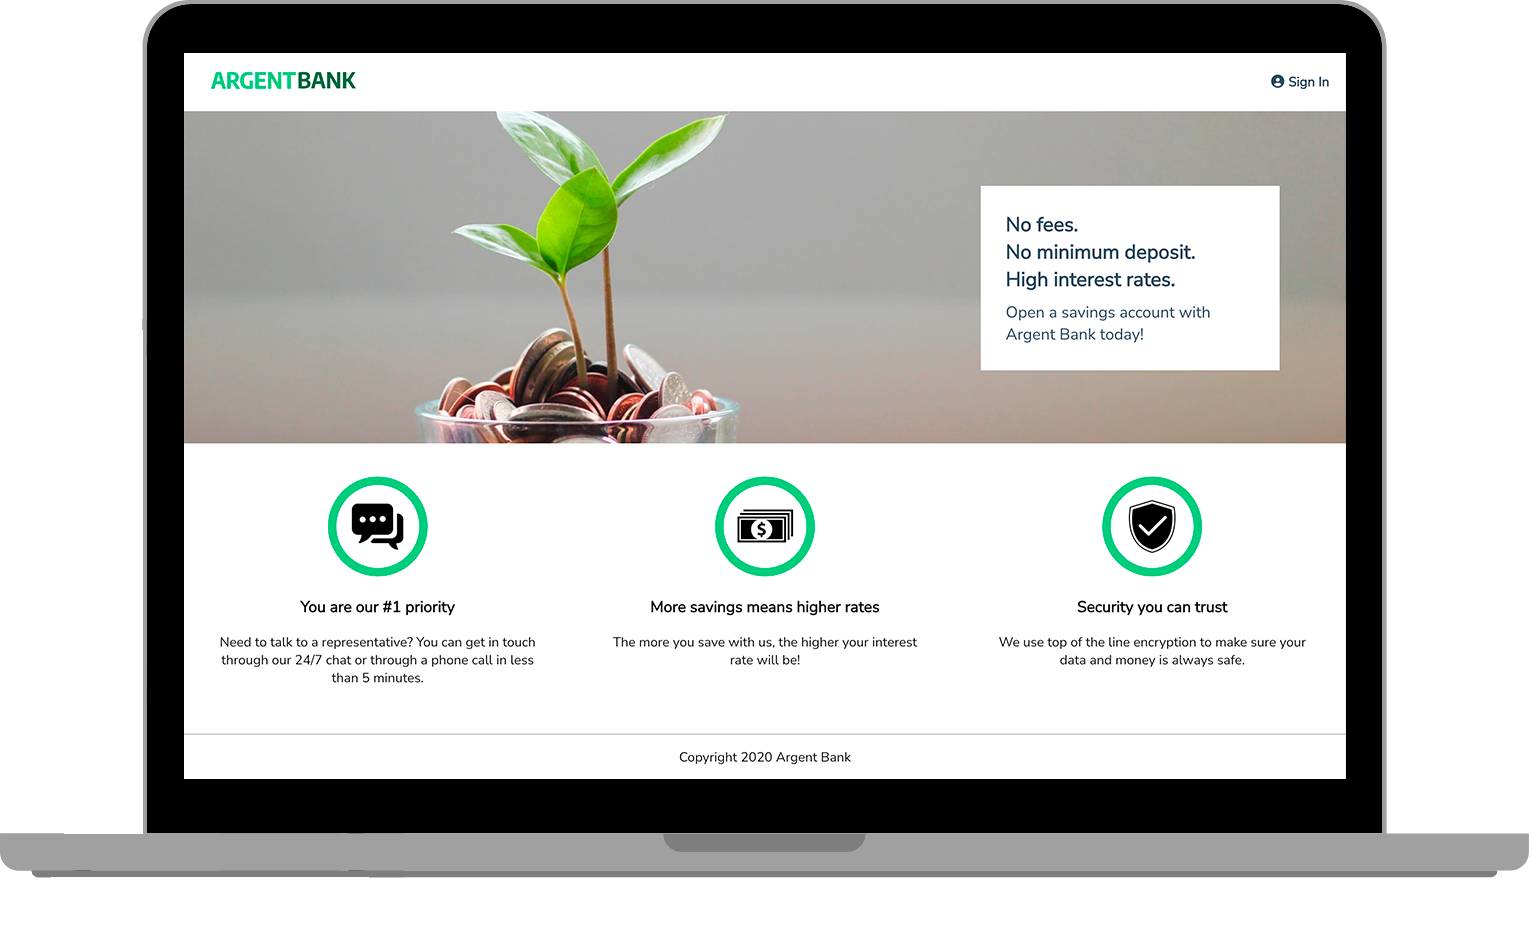 ARGENTBANK
Sign In
No fees.
No minimum deposit.
High interest rates.
Open a savings account with
Argent Bank today!
$
You are our #1 priority
Need to talk to a representative? You can get in touch
through our 24/7 chat or through a phone call in less
than 5 minutes.
More savings means higher rates
The more you save with us, the higher your interest
rate will be!
Security you can trust
We use top of the line encryption to make sure your
data and money is always safe.
Copyright 2020 Argent Bank